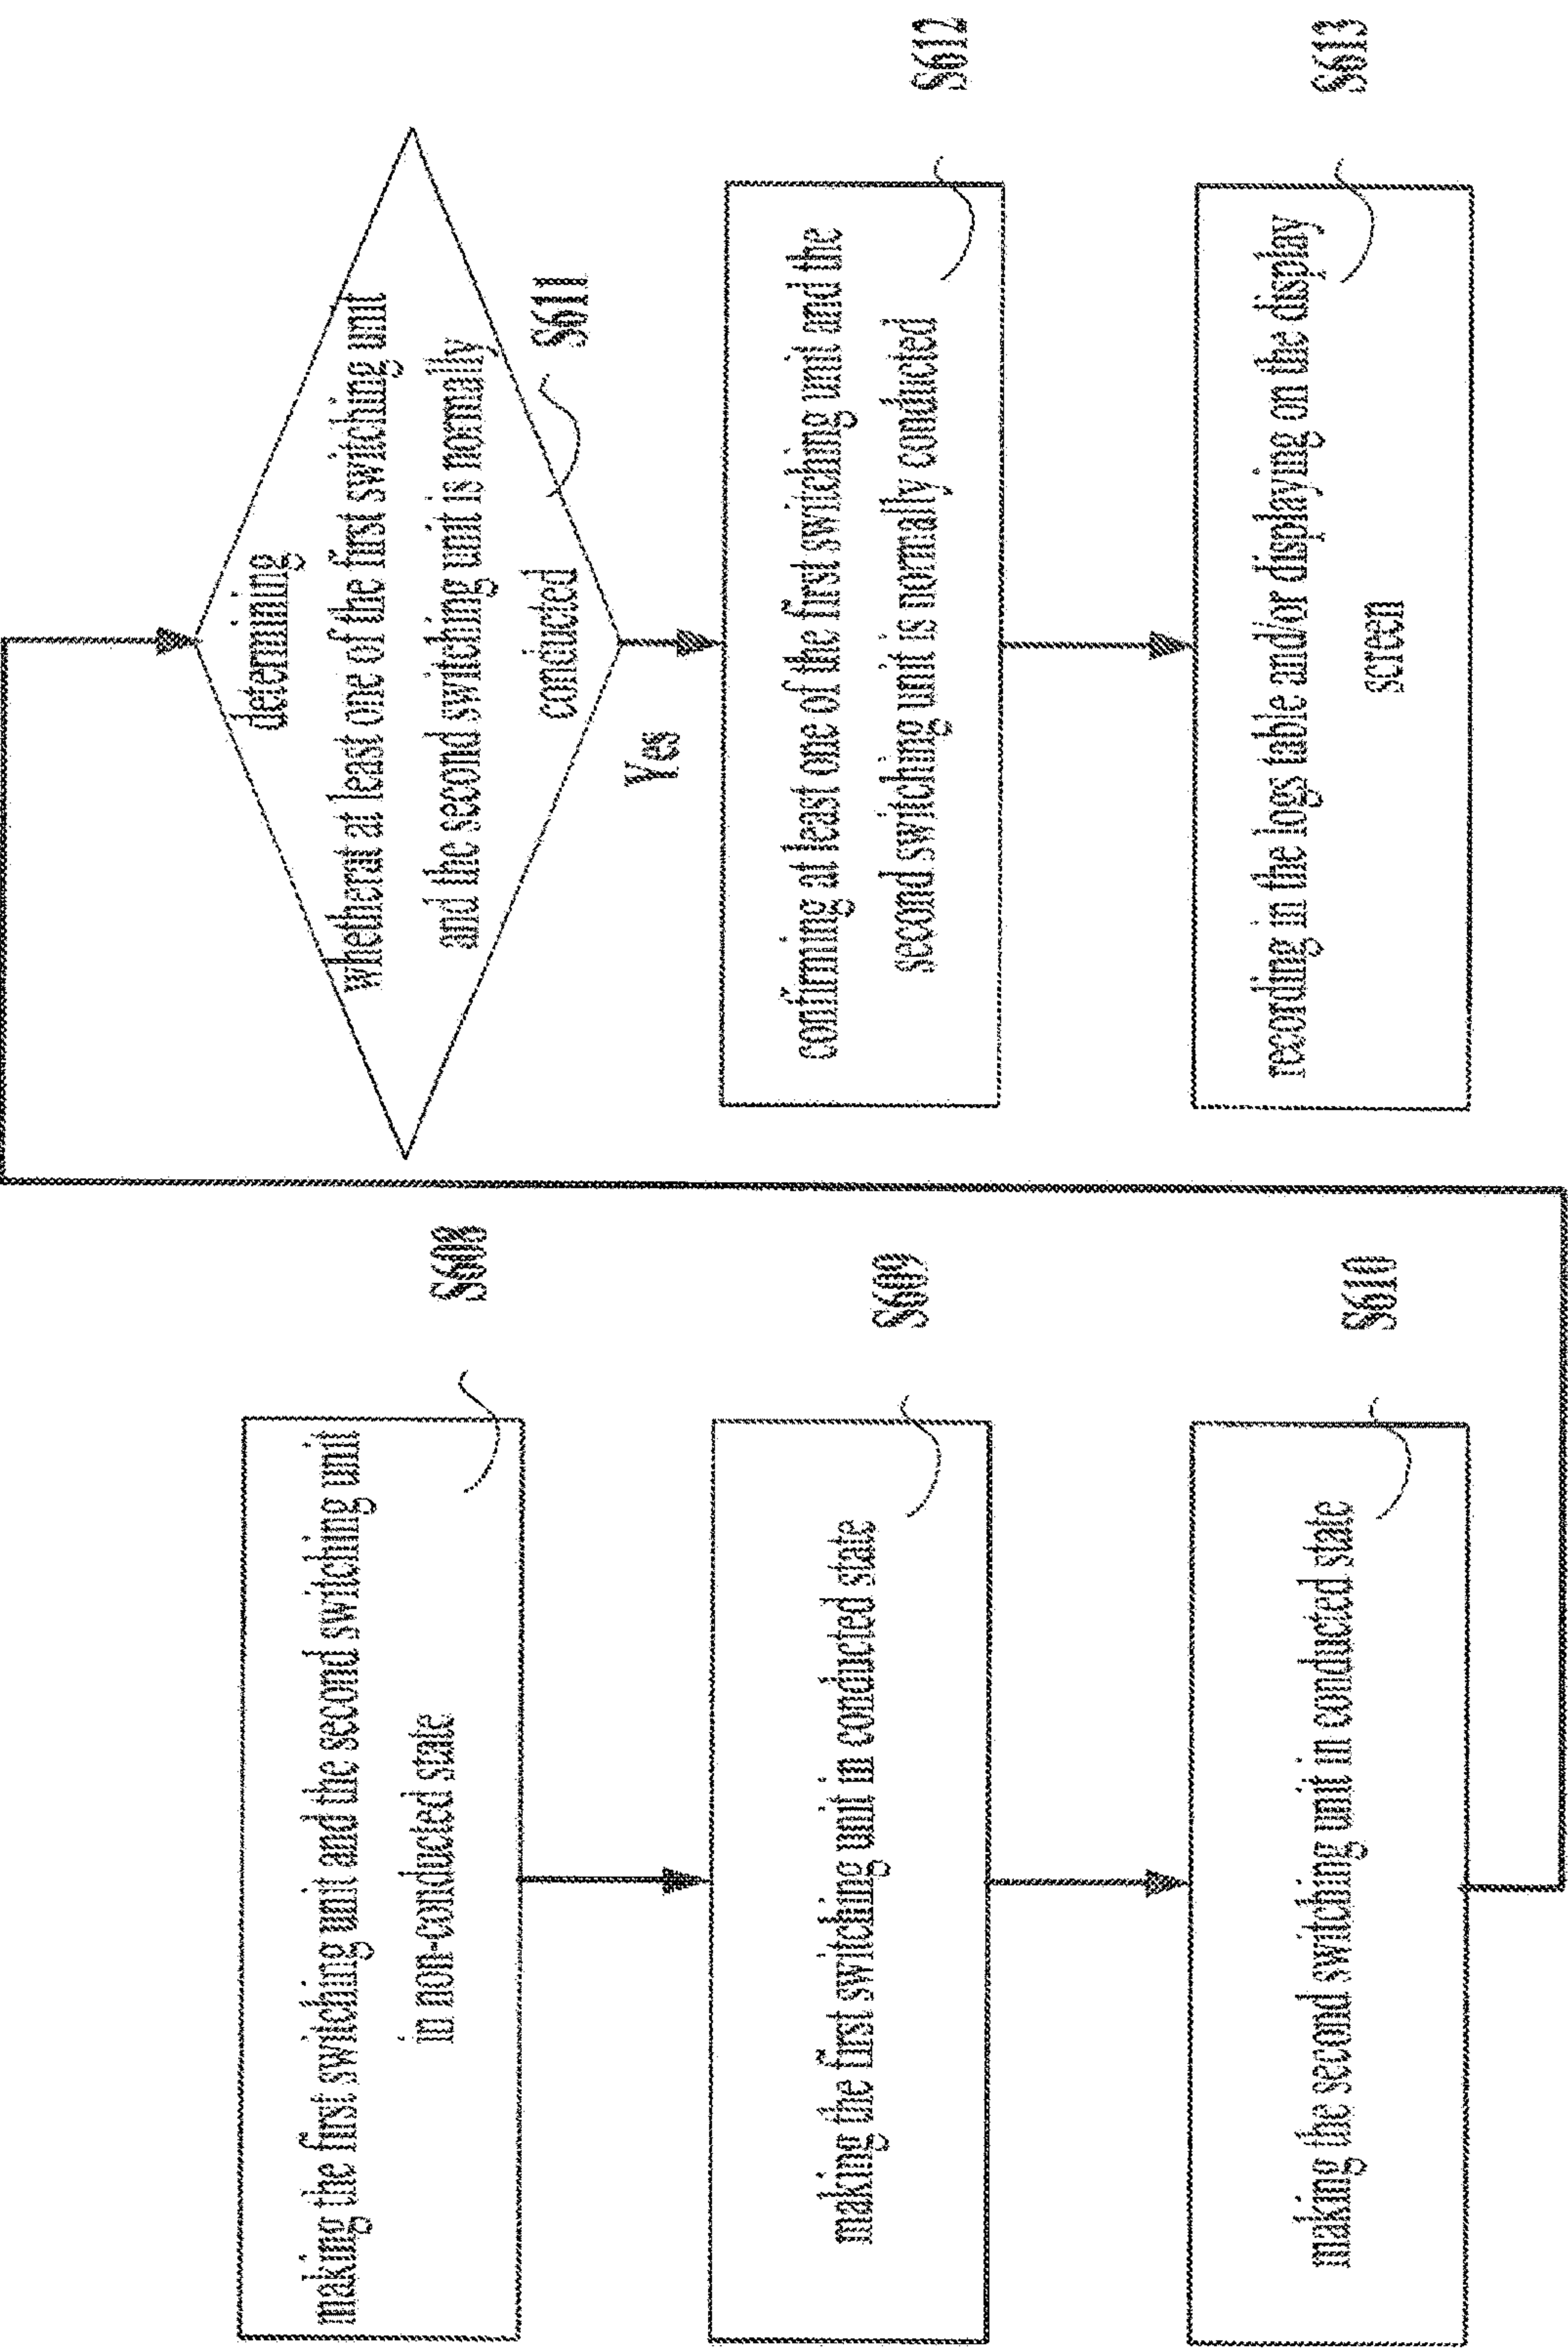 making the first switching unit and the second switching unit
in non-conducted state
S608
making the first switching unit in conducted state
S609
making the second switching unit in conducted state
S610
determining
whetherat at least one of the first switching unit
and the second switching unit is normally
conducted
S611
Yes
confirming at least one of the first switching unit and the
second switching unit is normally conducted
S612
recording in the logs table and/or displaying on the display
screen
S613